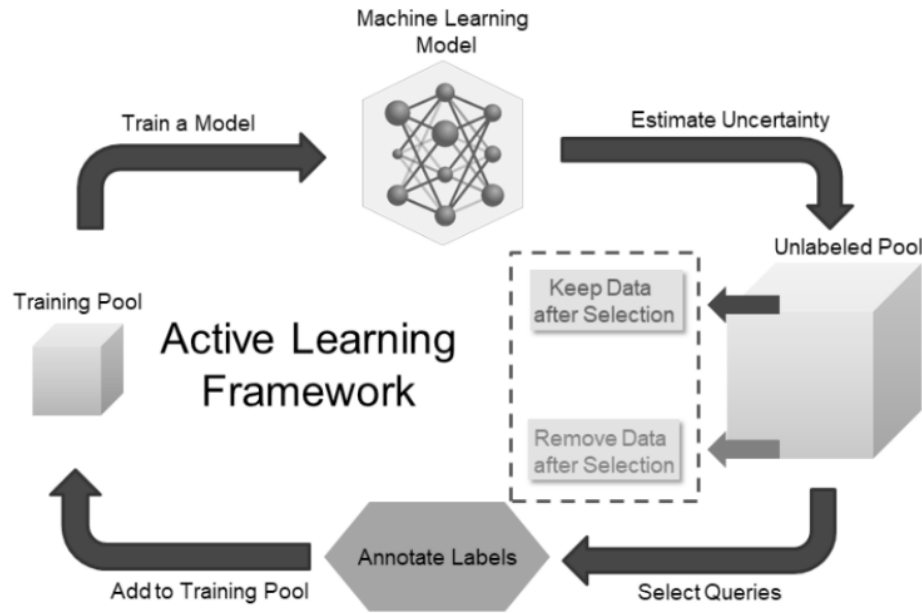 Machine Learning
Model
Train a Model
Estimate Uncertainty
Unlabeled Pool
Training Pool
Keep Data
after Selection
Active Learning
Framework
Remove Data
after Selection
Annotate Labels
Add to Training Pool
Select Queries